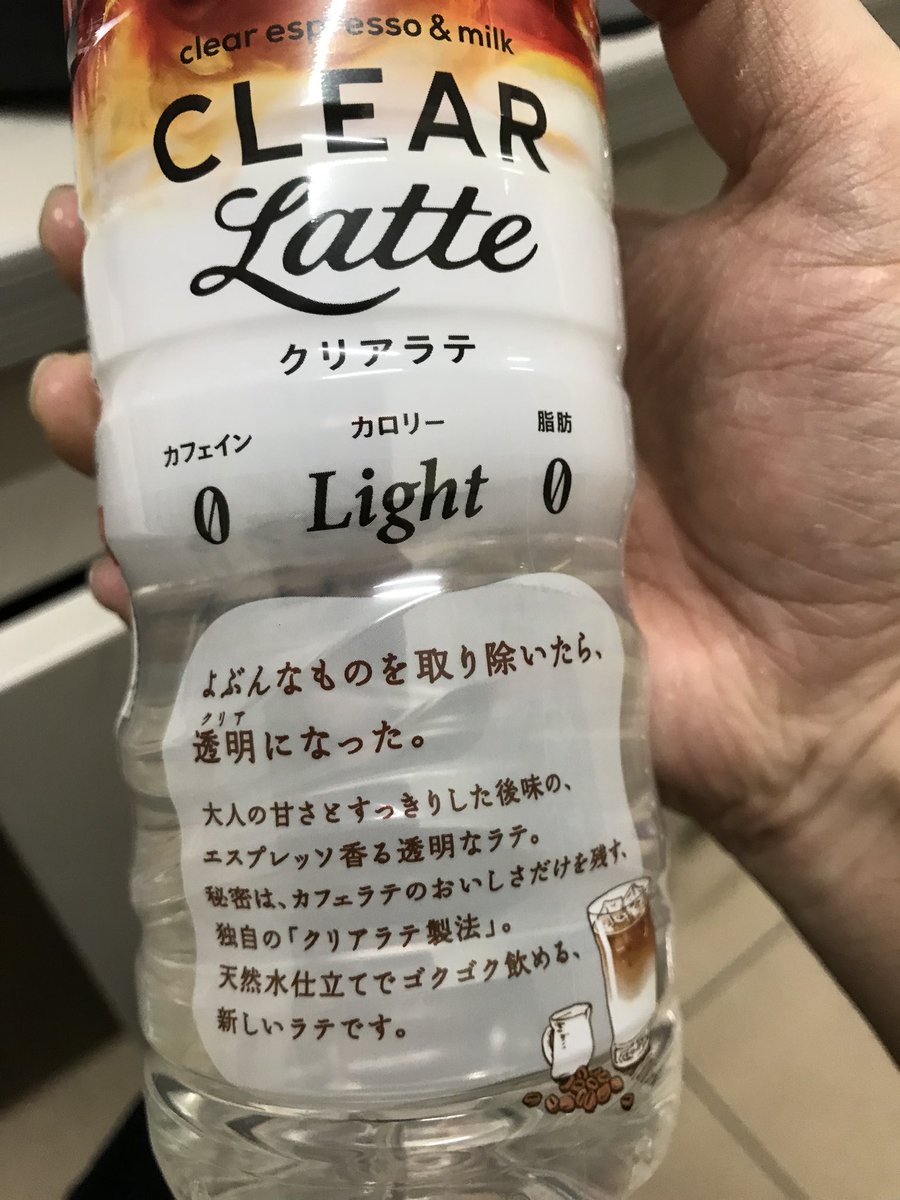 clear espresso & milk
CLEAR
Latte
クリアラテ
カフェイン
0
カロリー
Light
脂肪
0
よぶんなものを取り除いたら、
クリア
透明になった。
大人の甘さとすっきりした後味の、
エスプレッソ香る透明なラテ。
秘密は、カフェラテのおいしさだけを残す、
独自の「クリアラテ製法」。
天然水仕立てでゴクゴク飲める、
新しいラテです。